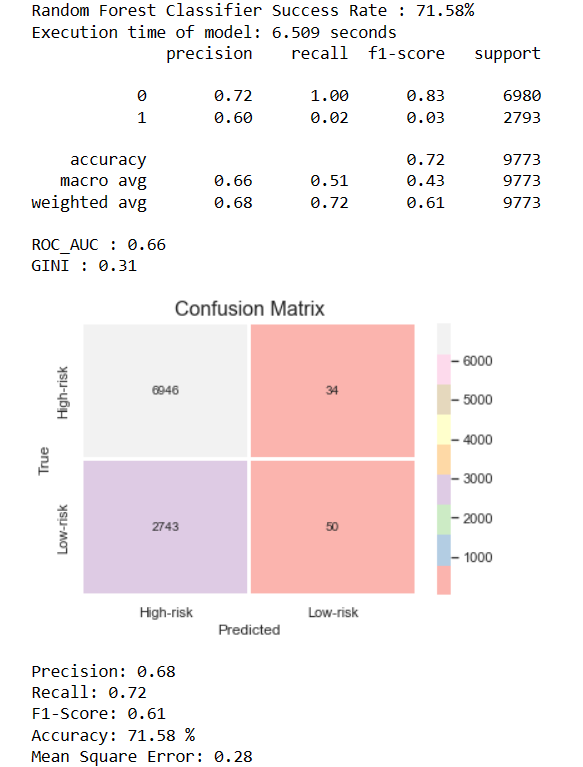 Random Forest Classifier Success Rate : 71.58%
Execution time of model: 6.509 seconds
precision recall f1-score support
0 0.72 1.00 0.83 6980
1 0.60 0.02 0.03 2793
accuracy 0.72 9773
macro avg 0.66 0.51 0.43 9773
weighted avg 0.68 0.72 0.61 9773
ROC_AUC : 0.66
GINI : 0.31
Confusion Matrix
True
High-risk
6946 34
Low-risk
2743 50
High-risk Low-risk
Predicted
6000
5000
4000
3000
2000
1000
Precision: 0.68
Recall: 0.72
F1-Score: 0.61
Accuracy: 71.58 %
Mean Square Error: 0.28